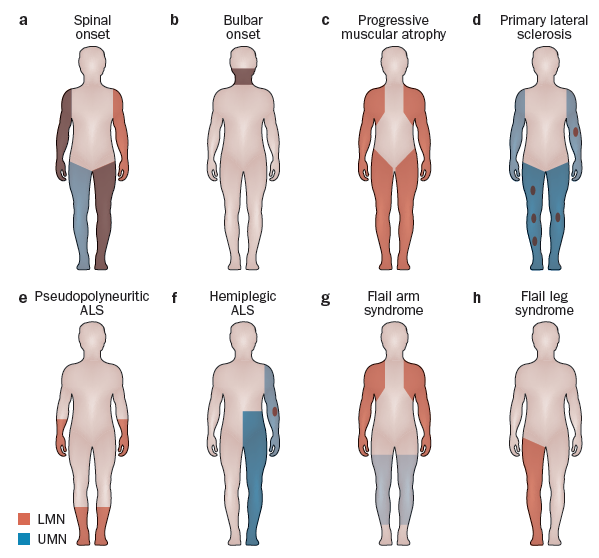 a Spinal
onset
b Bulbar
onset
c Progressive
muscular atrophy
d Primary lateral
sclerosis
e Pseudopolyneuritic
ALS
f Hemiplegic
ALS
g Flail arm
syndrome
h Flail leg
syndrome
LMN
UMN